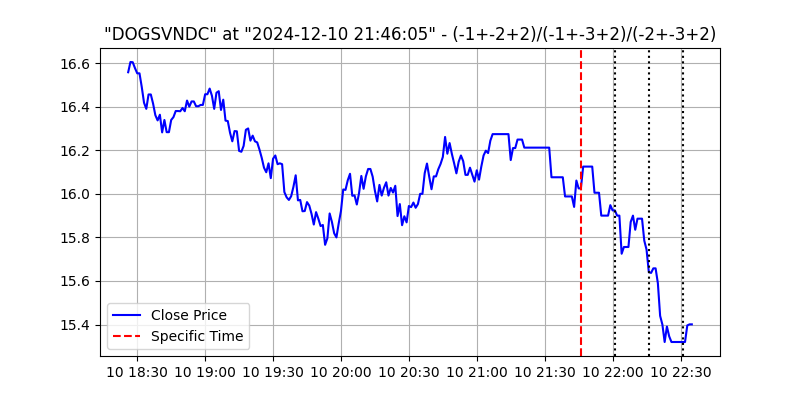 "DOGSVNDC" at "2024-12-10 21:46:05" - (-1+-2+2)/(-1+-3+2)/(-2+-3+2)
16.6
16.4
16.2
16.0
15.8
15.6
15.4
Close Price
Specific Time
10 18:30 10 19:00 10 19:30 10 20:00 10 20:30 10 21:00 10 21:30 10 22:00 10 22:30